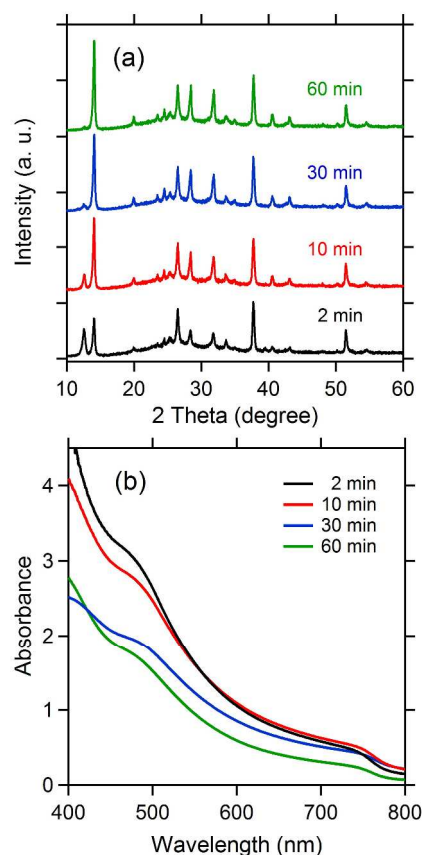 (a)
Intensity (a. u.)
60 min
30 min
10 min
2 min
10 20 30 40 50 60
2 Theta (degree)
(b)
Absorbance
4
3
2
1
0
2 min
10 min
30 min
60 min
400 500 600 700 800
Wavelength (nm)